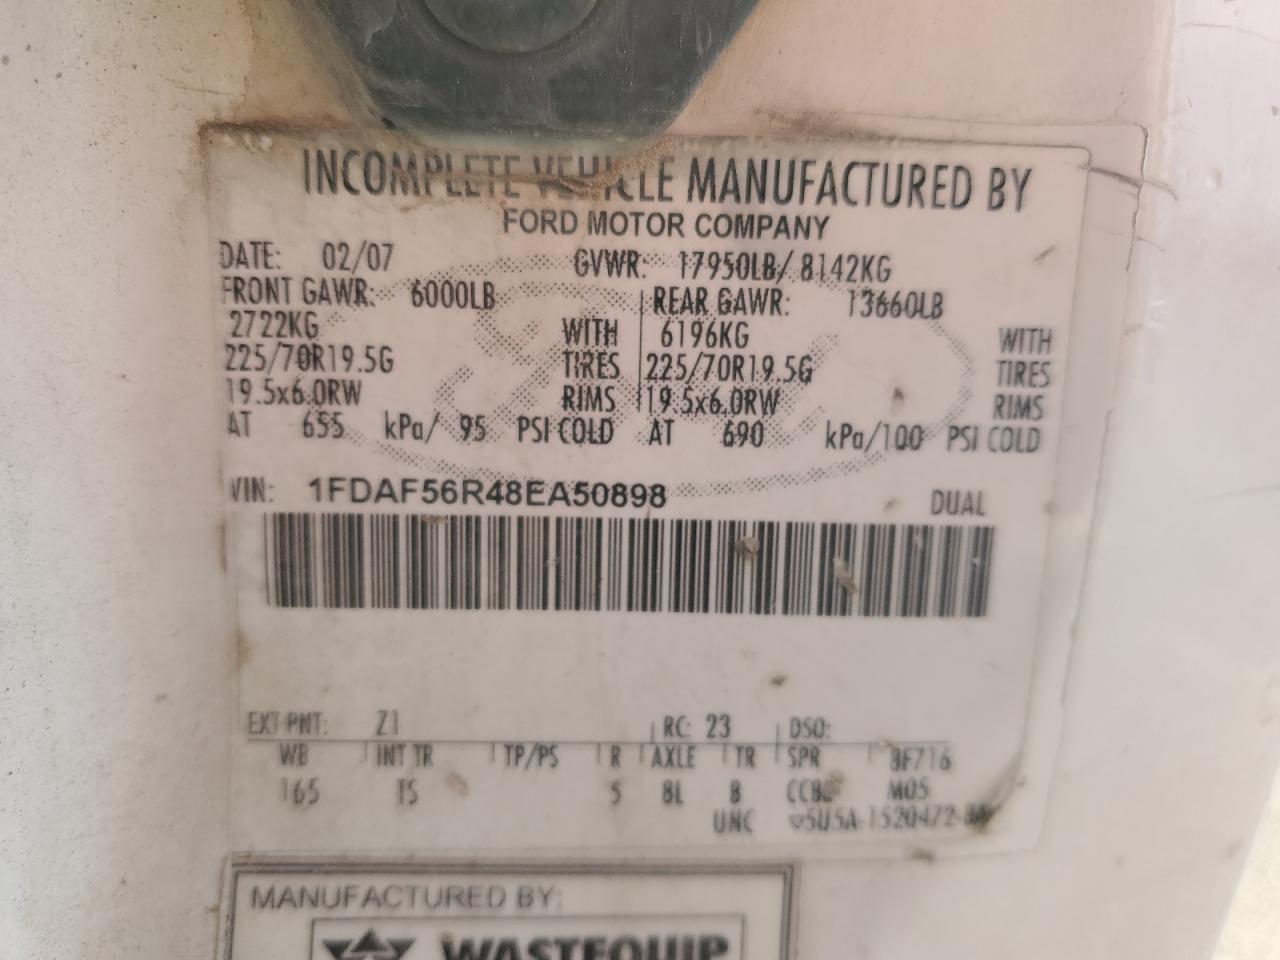 INCOMPLETE VEHICLE MANUFACTURED BY
FORD MOTOR COMPANY
DATE: 02/07 GVWR: 17950LB/ 8142KG
FRONT GAWR: 6000LB REAR GAWR: 13660LB
2722KG WITH 6196KG WITH
225/70R19.5G TIRES 225/70R19.5G TIRES
19.5x6.0RW RIMS 19.5x6.0RW RIMS
AT 655 kPa/ 95 PSI COLD AT 690 kPa/100 PSI COLD
VIN: 1FDAF56R48EA50898 DUAL
EXT PNT: Z1 RC: 23 DSO:
WB INT TR TP/PS R AXLE TR SPR BF716
165 TS 5 8L B M05
UNC
MANUFACTURED BY:
WASTEQUIP